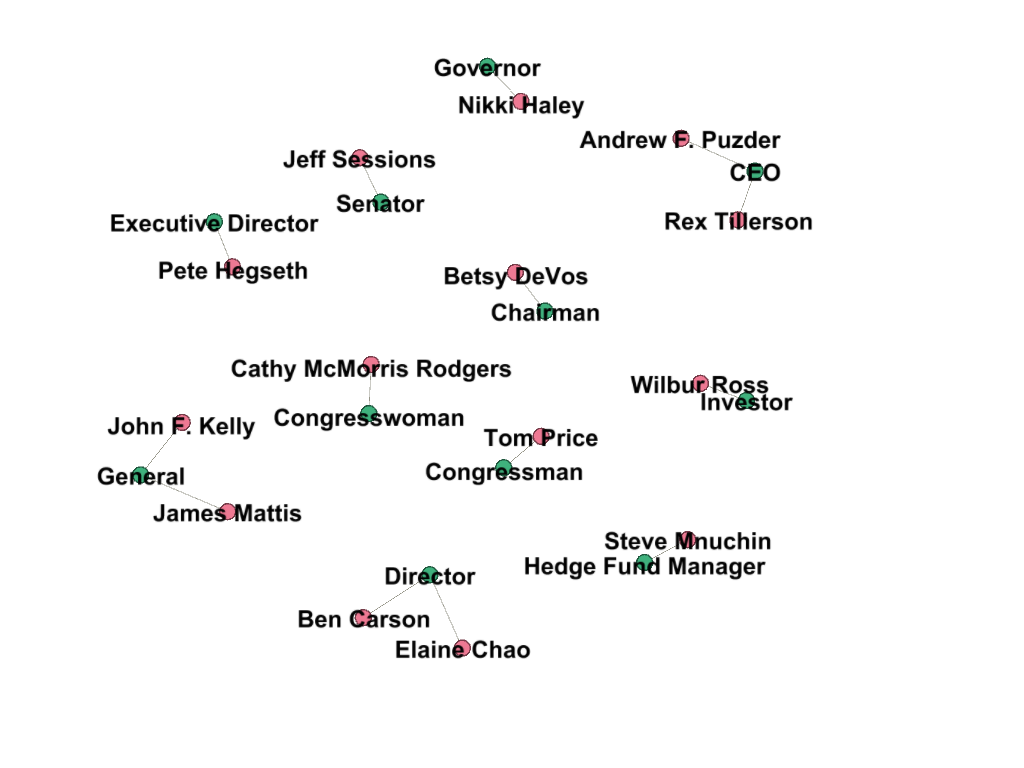 Governor
Nikki Haley
Andrew F. Puzder
Jeff Sessions
CEO
Senator
Executive Director
Rex Tillerson
Pete Hegseth
Betsy DeVos
Chairman
Cathy McMorris Rodgers
Wilbur Ross
Investor
Congresswoman
John F. Kelly
Tom Price
Congressman
General
James Mattis
Steve Mnuchin
Hedge Fund Manager
Director
Ben Carson
Elaine Chao